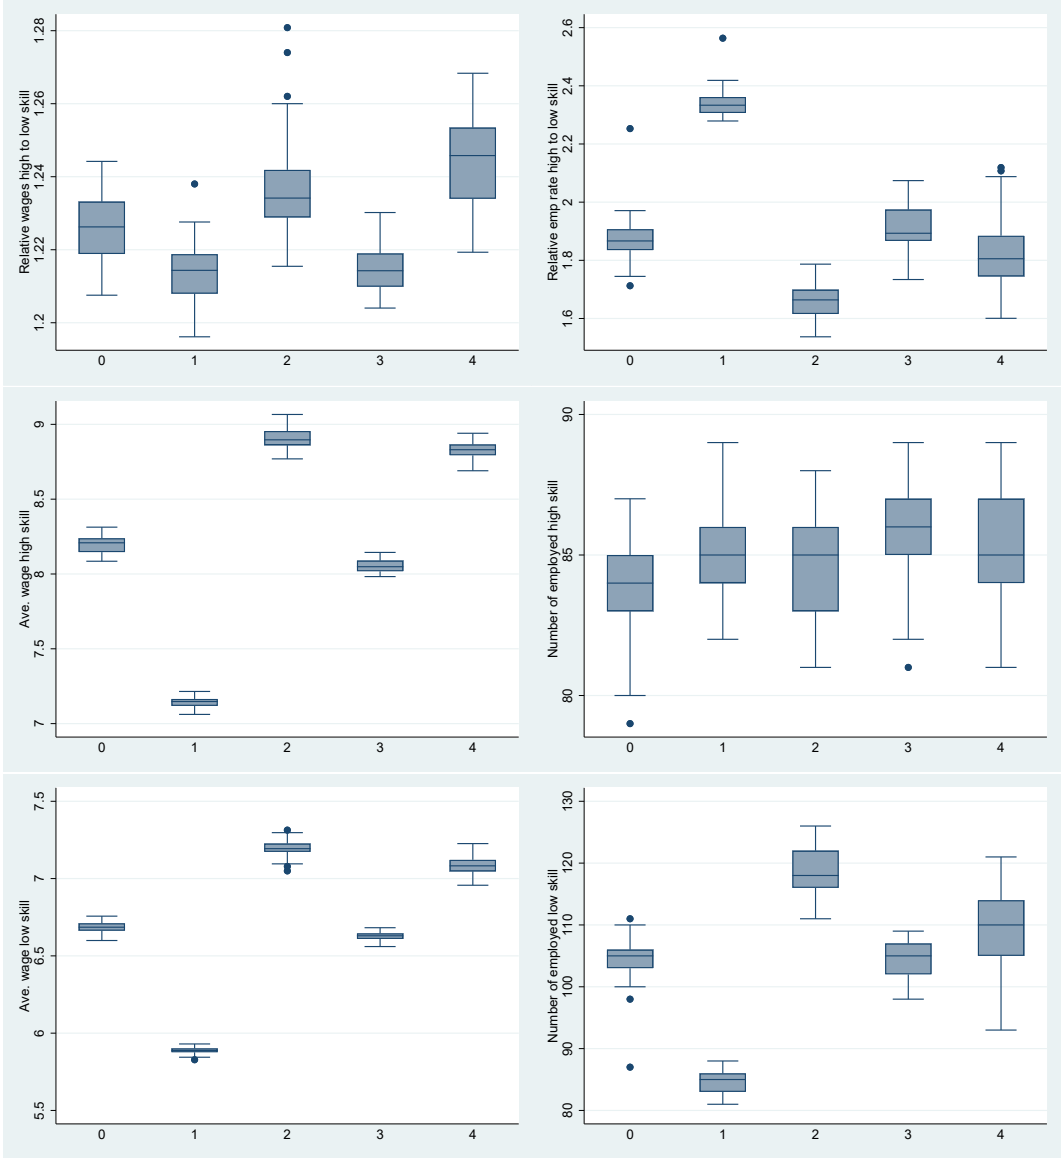 Relative wages high to low skill
1.28
1.26
1.24
1.22
1.2
0 1 2 3 4
Relative emp rate high to low skill
2.6
2.4
2.2
2
1.8
1.6
0 1 2 3 4
Ave. wage high skill
9
8.5
8
7.5
7
0 1 2 3 4
Number of employed high skill
90
85
80
0 1 2 3 4
Ave. wage low skill
7.5
7
6.5
6
5.5
0 1 2 3 4
Number of employed low skill
130
120
110
100
90
80
0 1 2 3 4